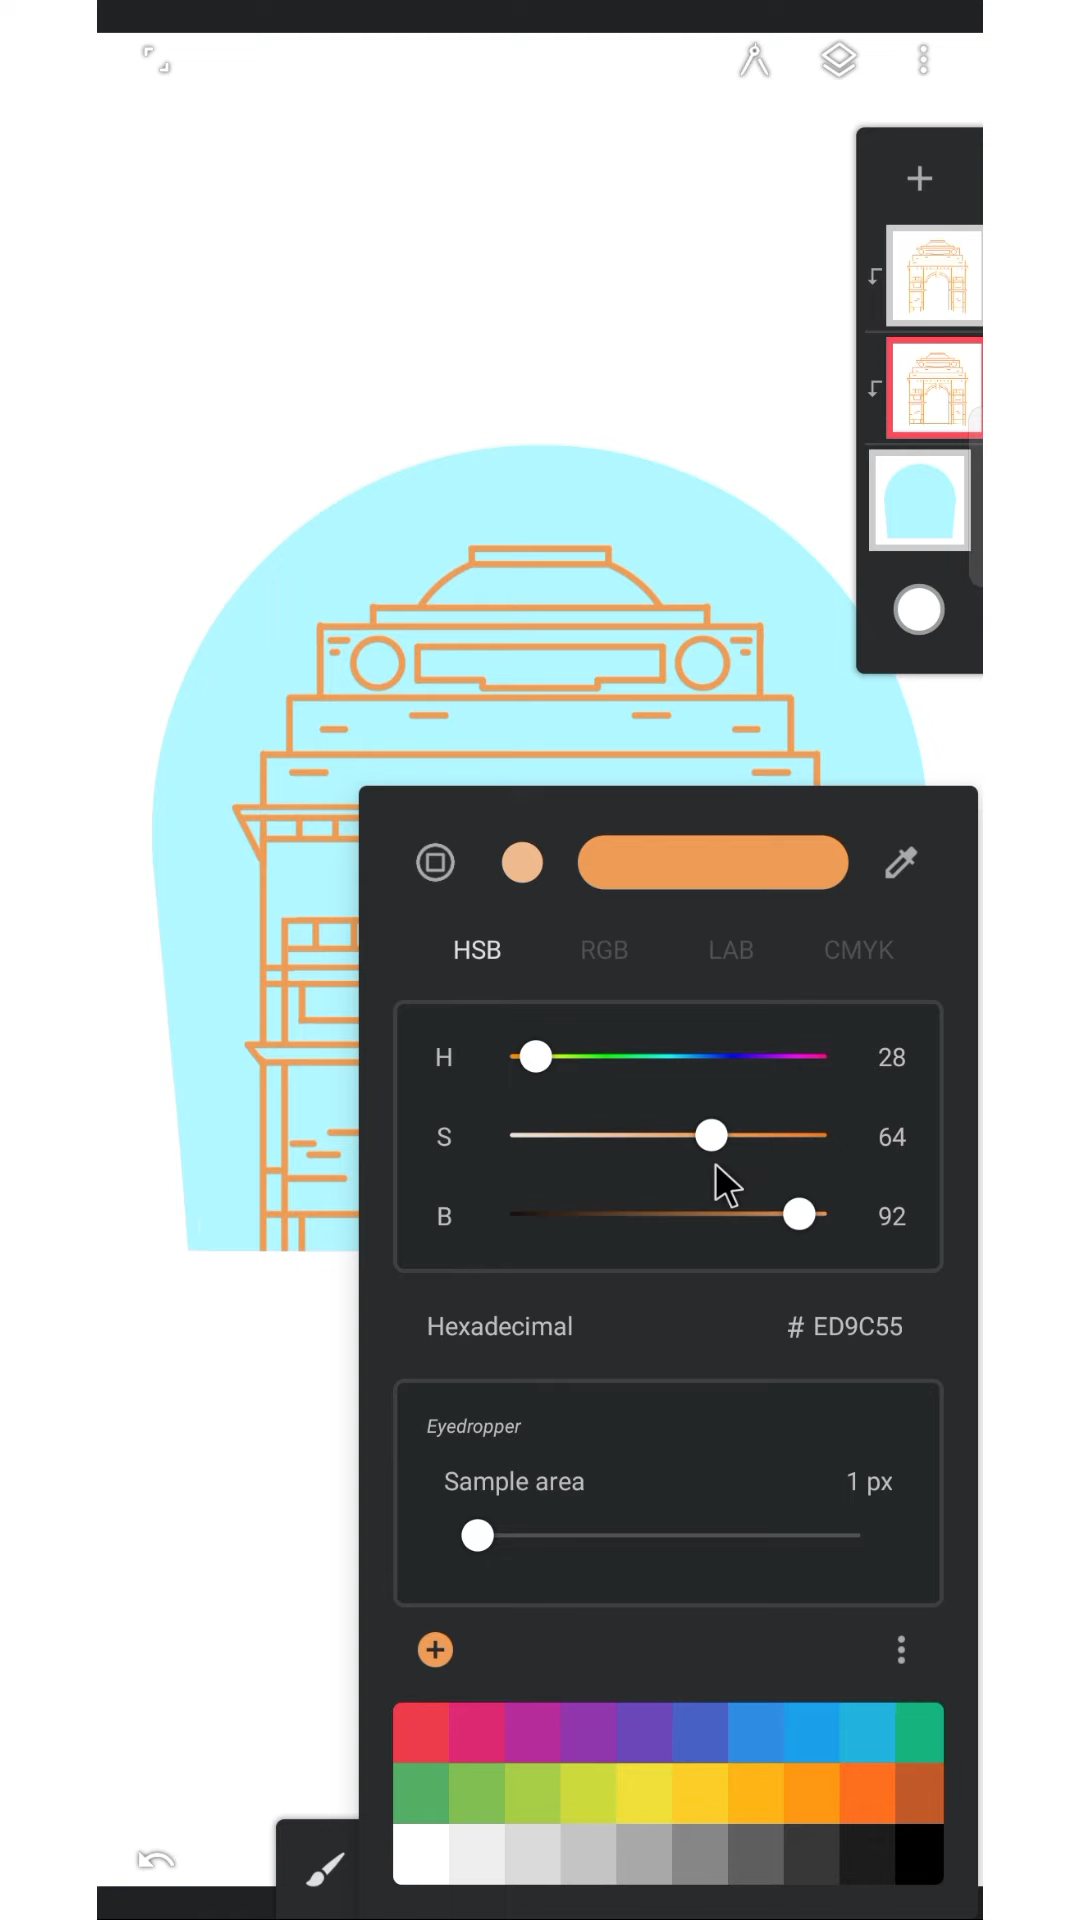 HSB RGB LAB CMYK
H 28
S 64
B 92
Hexadecimal # ED9C55
Eyedropper
Sample area 1 px